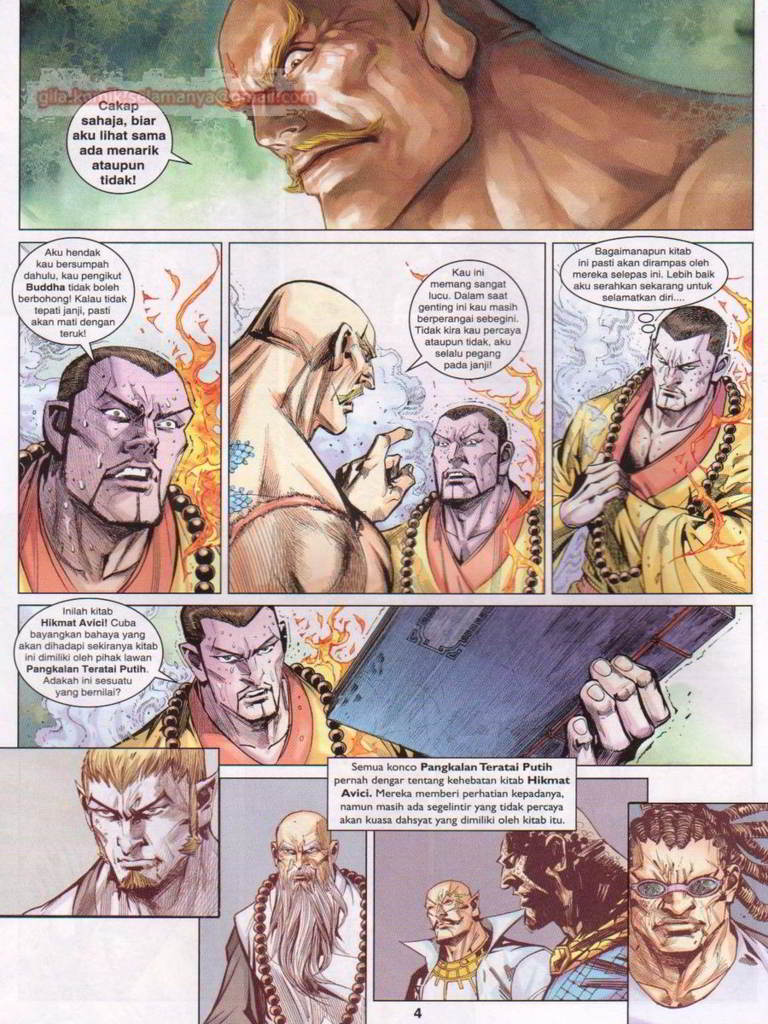 gila.komik.selamanya@gmail.com
Cakap
sahaja, biar
aku lihat sama
ada menarik
ataupun
tidak!
Aku hendak
kau bersumpah
dahulu, kau pengikut
Buddha tidak boleh
berbohong! Kalau tidak
tepati janji, pasti
akan mati dengan
teruk!
Kau ini
memang sangat
lucu. Dalam saat
genting ini kau masih
berperangai sebegini.
Tidak kira kau percaya
ataupun tidak, aku
selalu pegang
pada janji!
Bagaimanapun kitab
ini pasti akan dirampas oleh
mereka selepas ini. Lebih baik
aku serahkan sekarang untuk
selamatkan diri....
Inilah kitab
Hikmat Avici! Cuba
bayangkan bahaya yang
akan dihadapi sekiranya kitab
ini dimiliki oleh pihak lawan
Pangkalan Teratai Putih.
Adakah ini sesuatu
yang bernilai?
Semua konco Pangkalan Teratai Putih
pernah dengar tentang kehebatan kitab Hikmat
Avici. Mereka memberi perhatian kepadanya,
namun masih ada segelintir yang tidak percaya
akan kuasa dahsyat yang dimiliki oleh kitab itu.
4